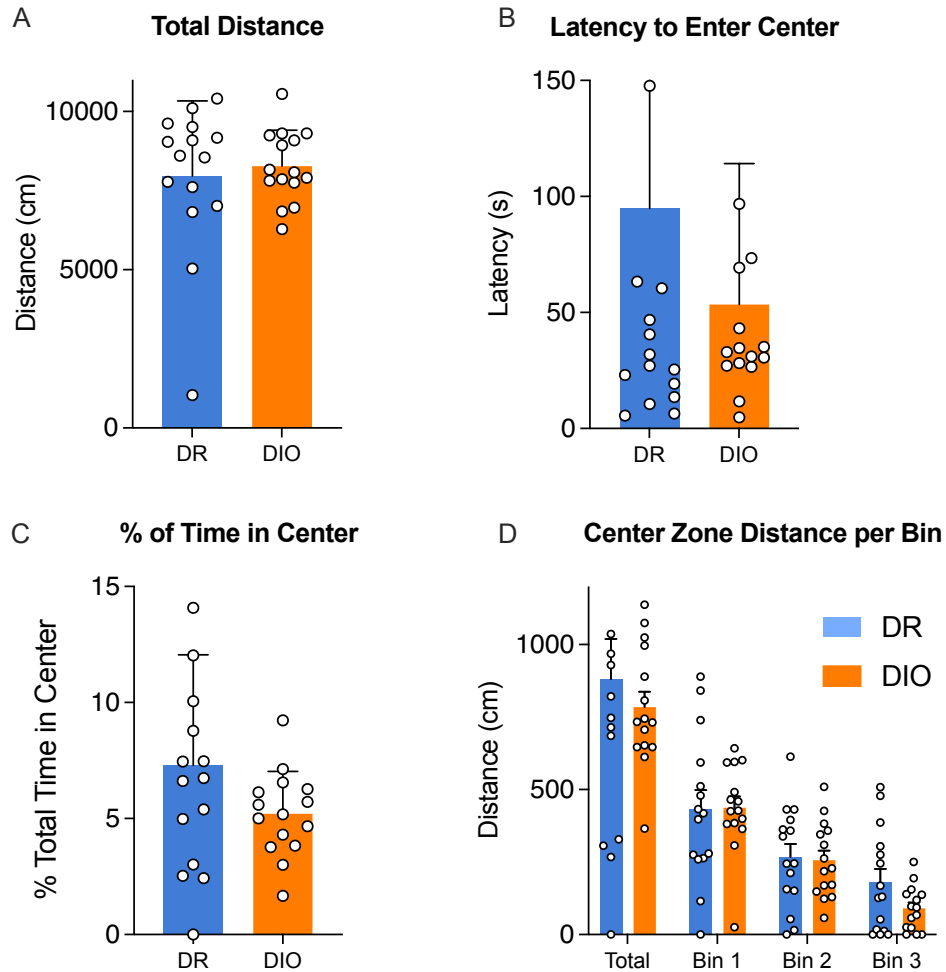 A
Total Distance
Distance (cm)
10000
5000
0
DR
DIO
B
Latency to Enter Center
Latency (s)
150
100
50
0
DR
DIO
C
% of Time in Center
% Total Time in Center
15
10
5
0
DR
DIO
D
Center Zone Distance per Bin
Distance (cm)
1000
500
0
DR
DIO
Total
Bin 1
Bin 2
Bin 3